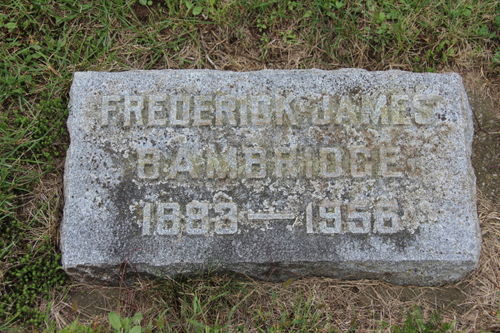 FREDERICK JAMES
BAMBRIDGE
1883 — 1956